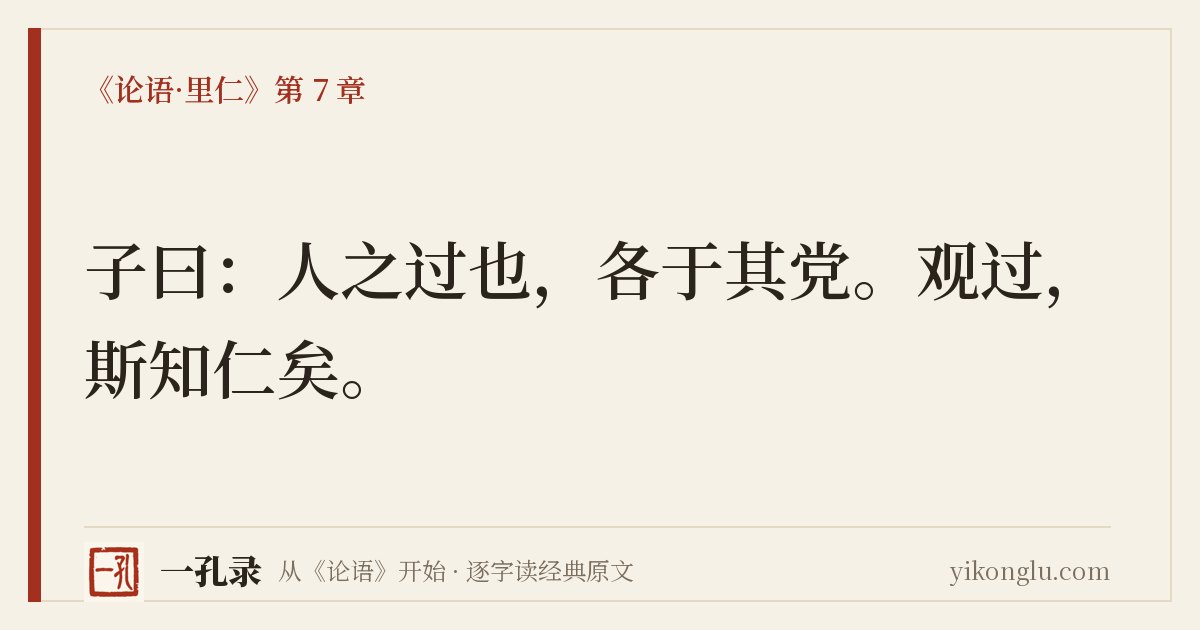 《论语·里仁》第 7 章
子曰：人之过也，各于其党。观过，
斯知仁矣。
一孔
一孔录 从《论语》开始 · 逐字读经典原文 yikonglu.com